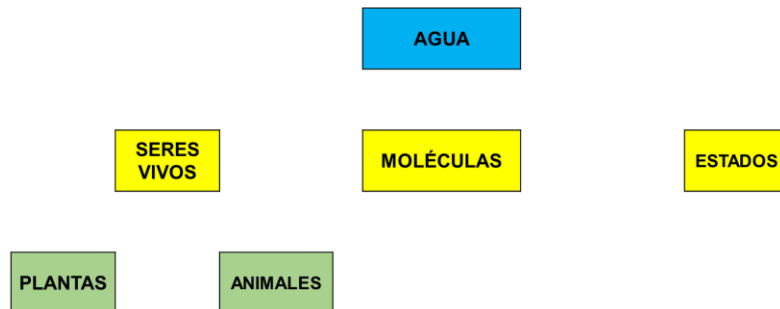 AGUA
SERES
VIVOS
MOLÉCULAS
ESTADOS
PLANTAS
ANIMALES